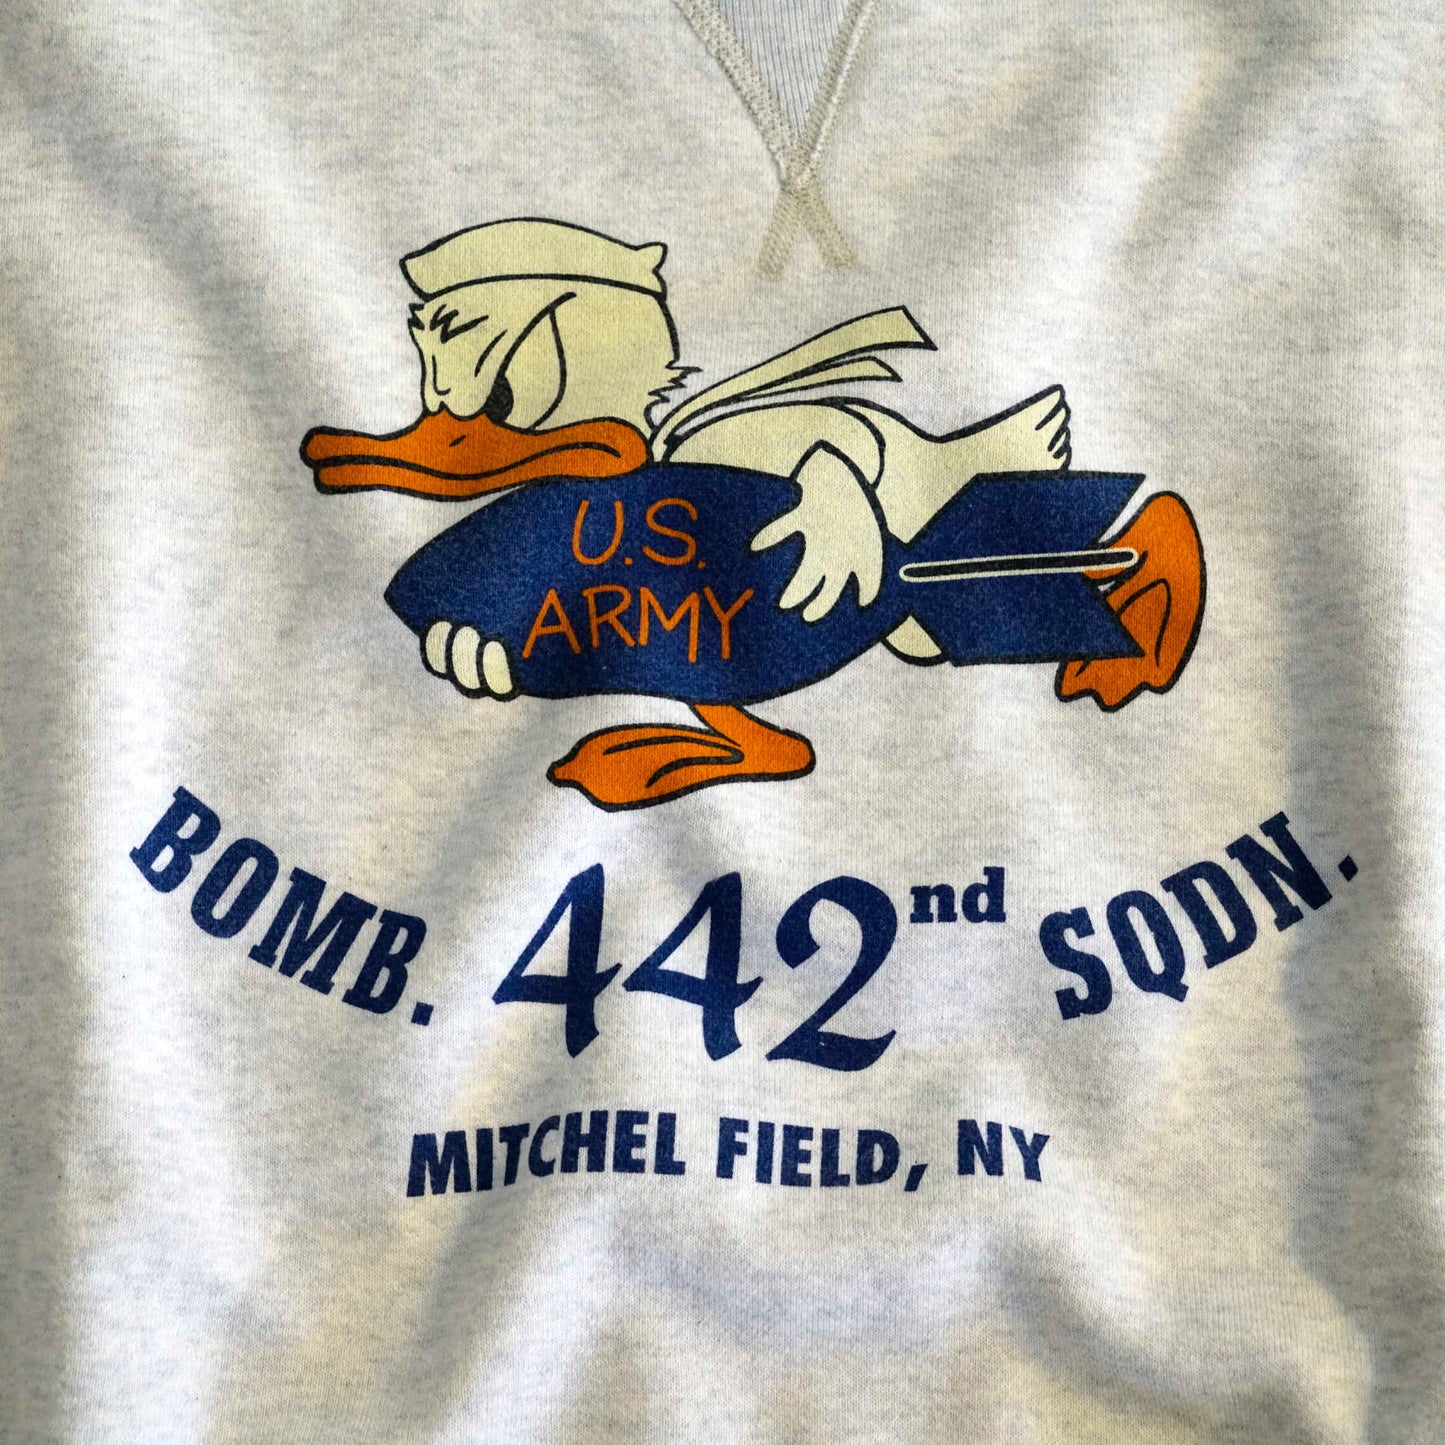 U.S.
ARMY
BOMB. 442nd SQDN.
MITCHEL FIELD, NY